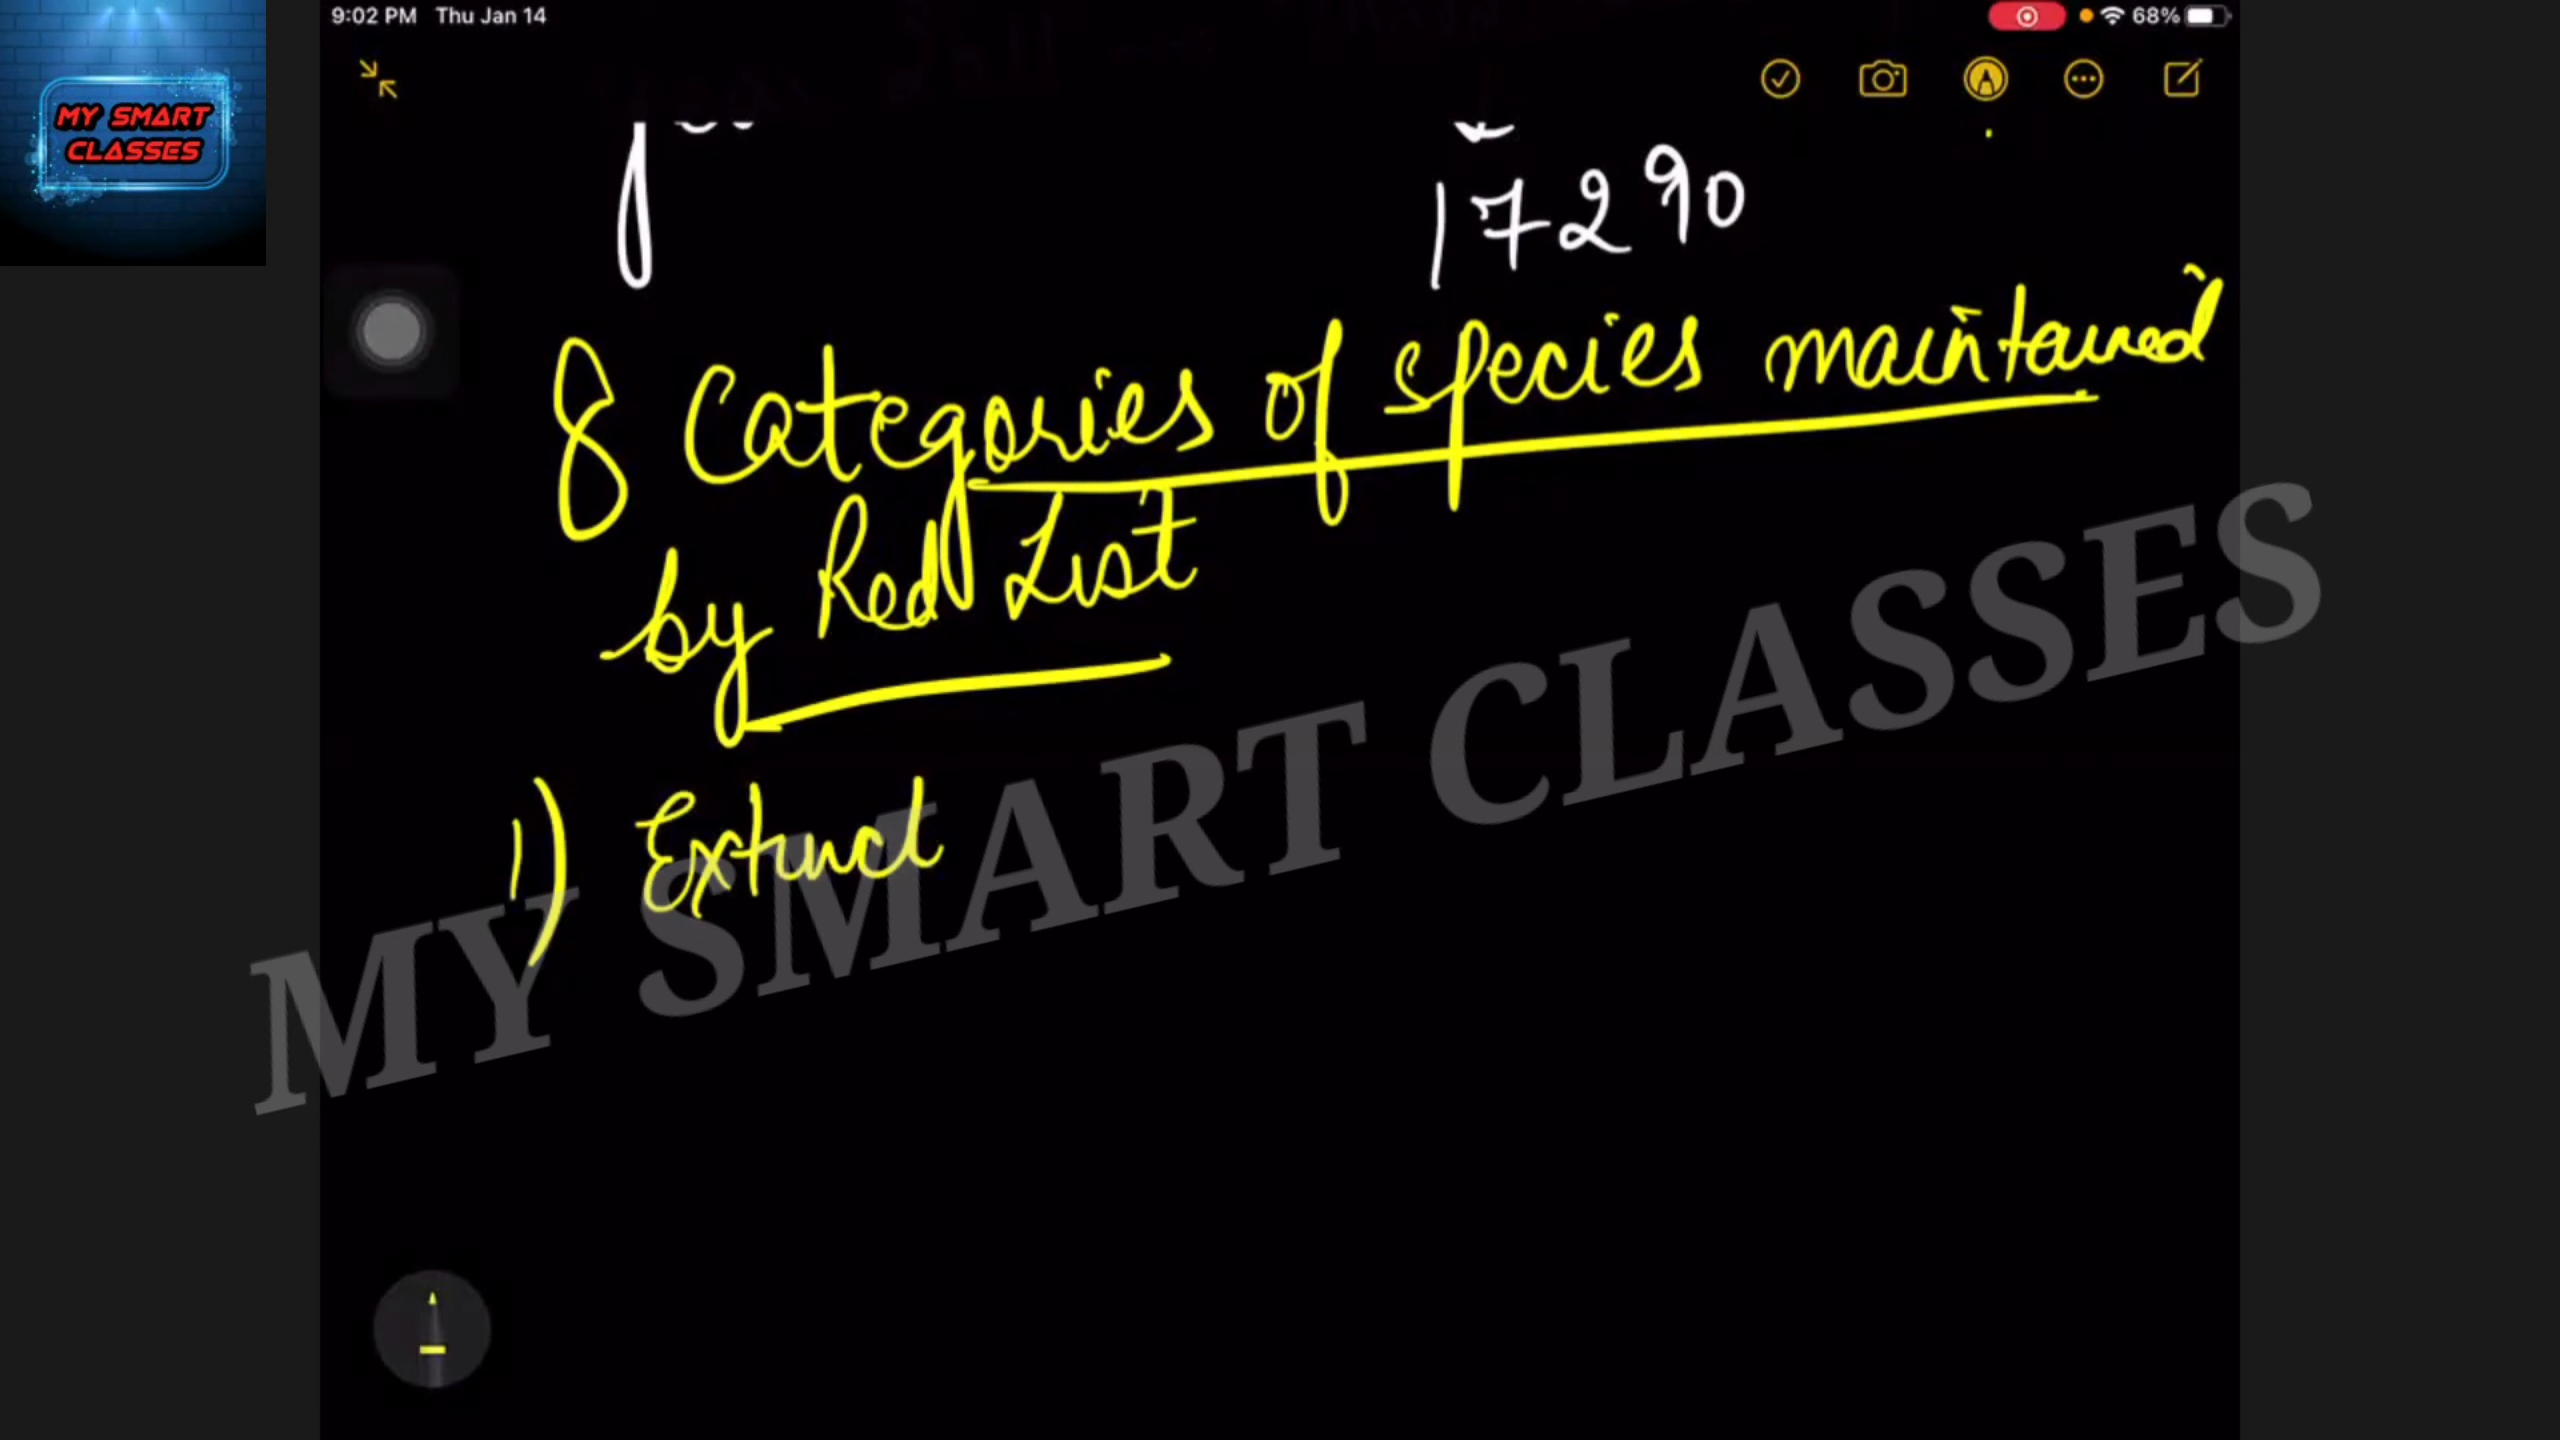 9:02 PM Thu Jan 14
68%
MY SMART
CLASSES
17290
8 Categories of species maintained
by Red List
1) Extinct
MY SMART CLASSES